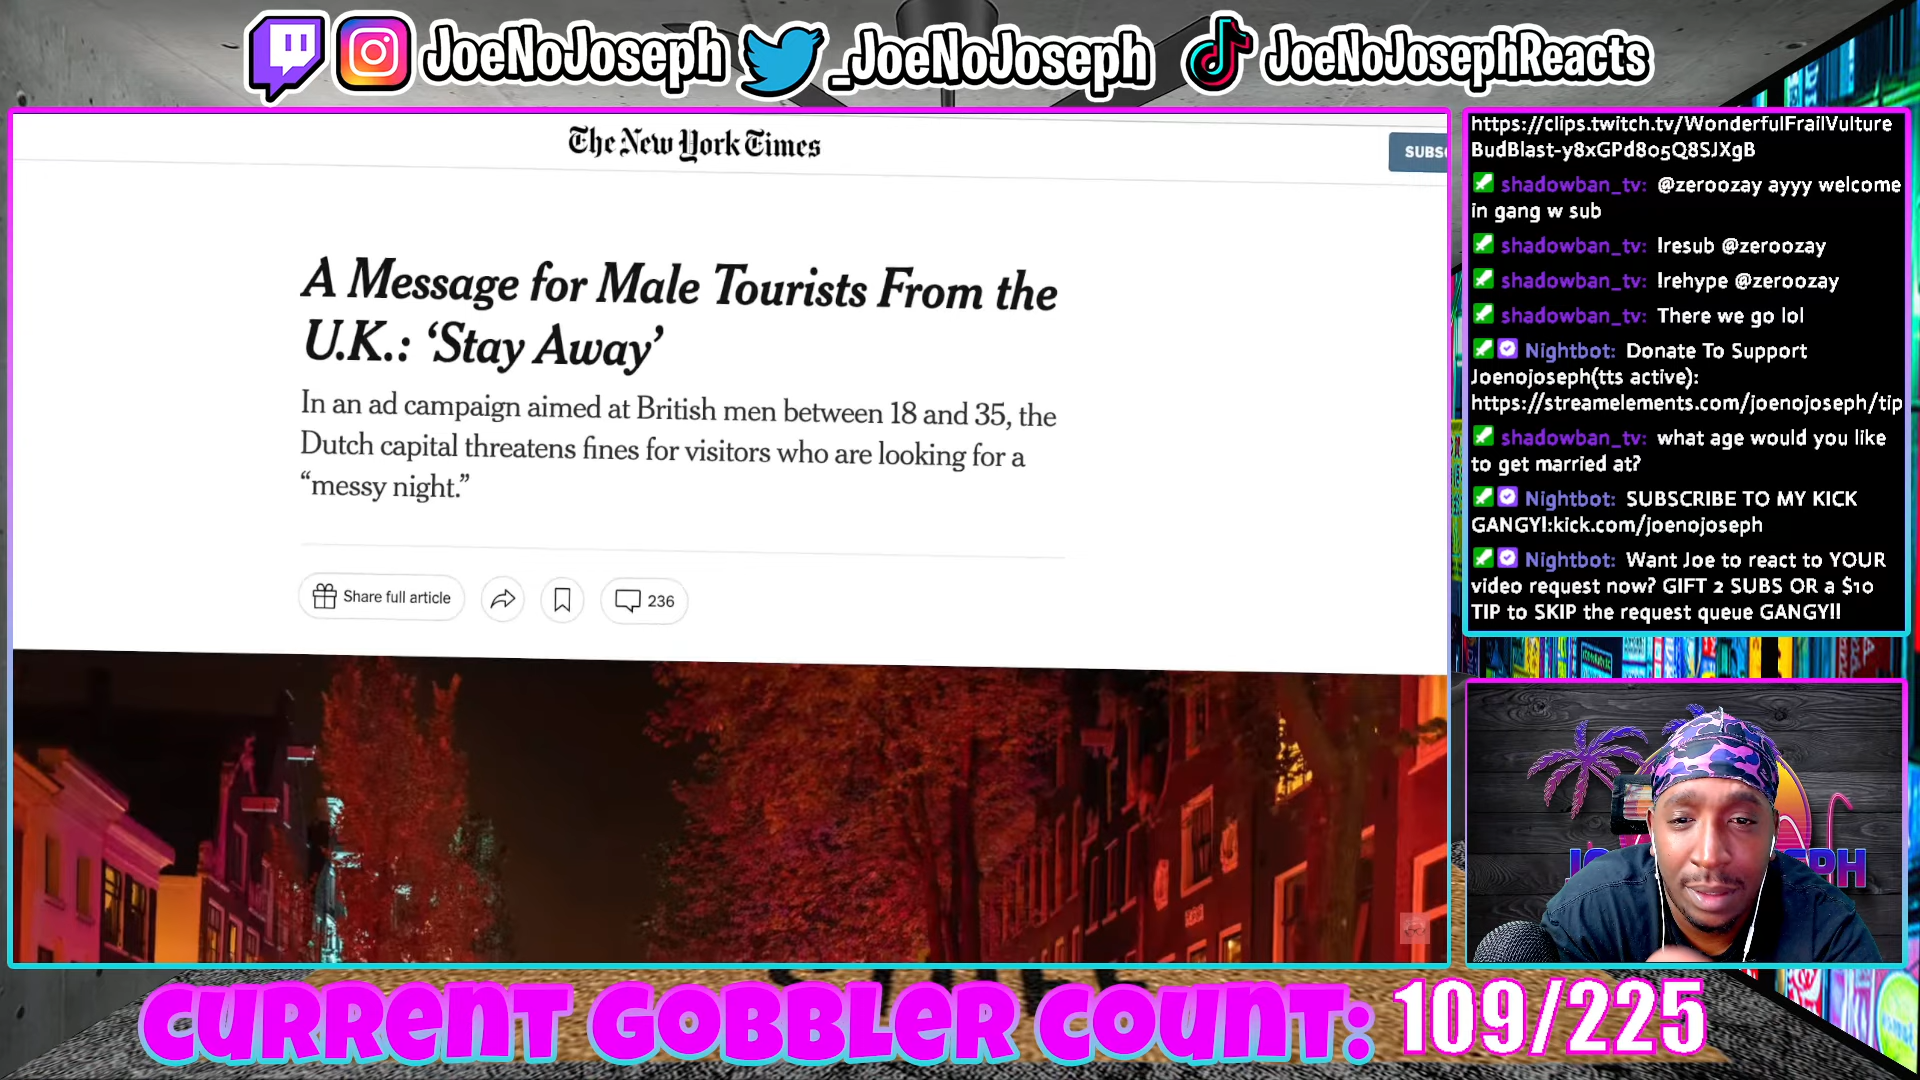 JoeNoJoseph
_JoeNoJoseph
JoeNoJosephReacts
The New York Times
SUBS
A Message for Male Tourists From the
U.K.: ‘Stay Away’
In an ad campaign aimed at British men between 18 and 35, the
Dutch capital threatens fines for visitors who are looking for a
“messy night.”
Share full article
236
https://clips.twitch.tv/WonderfulFrailVulture
BudBlast-y8xGPd8o5Q8SJXgB
shadowban_tv: @zeroozay ayyy welcome
in gang w sub
shadowban_tv: !resub @zeroozay
shadowban_tv: !rehype @zeroozay
shadowban_tv: There we go lol
Nightbot: Donate To Support
Joenojoseph(tts active):
https://streamelements.com/joenojoseph/tip
shadowban_tv: what age would you like
to get married at?
Nightbot: SUBSCRIBE TO MY KICK
GANGY!:kick.com/joenojoseph
Nightbot: Want Joe to react to YOUR
video request now? GIFT 2 SUBS OR a $10
TIP to SKIP the request queue GANGY!!
CURRENT GOBBLER COUNT: 109/225